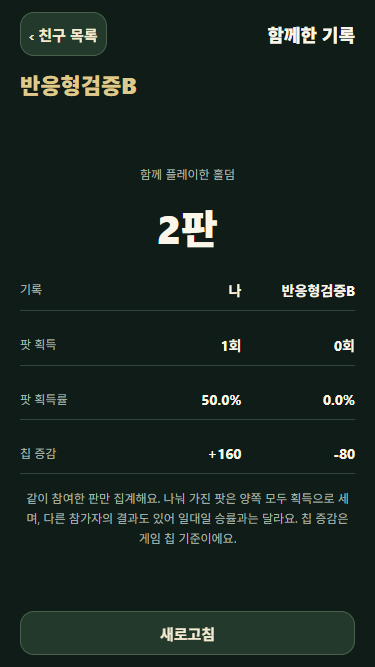 ‹ 친구 목록
함께한 기록
반응형검증B
함께 플레이한 홀덤
2판
기록 나 반응형검증B
팟 획득 1회 0회
팟 획득률 50.0% 0.0%
칩 증감 +160 -80
같이 참여한 판만 집계해요. 나눠 가진 팟은 양쪽 모두 획득으로 세
며, 다른 참가자의 결과도 있어 일대일 승률과는 달라요. 칩 증감은
게임 칩 기준이에요.
새로고침